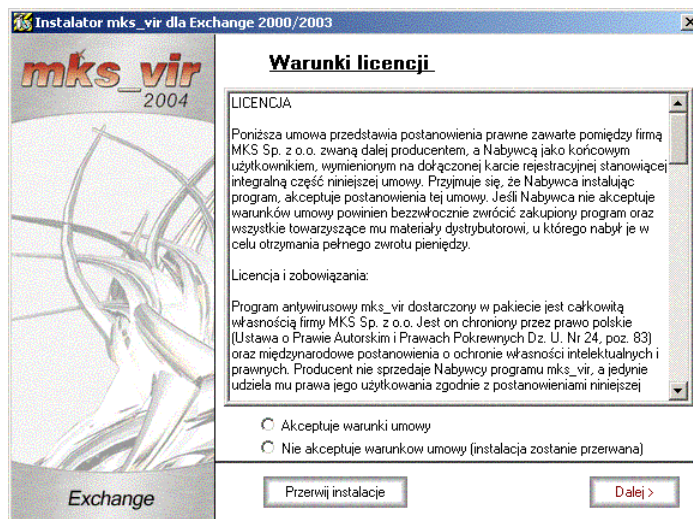 Instalator mks_vir dla Exchange 2000/2003
mks_vir
2004
Warunki licencji
LICENCJA
Poniższa umowa przedstawia postanowienia prawne zawarte pomiędzy firmą
MKS Sp. z o.o. zwaną dalej producentem, a Nabywcą jako końcowym
użytkownikiem, wymienionym na dołączonej karcie rejestracyjnej stanowiącej
integralną część niniejszej umowy. Przyjmuje się, że Nabywca instalując
program, akceptuje postanowienia tej umowy. Jeśli Nabywca nie akceptuje
warunków umowy powinien bezzwłocznie zwrócić zakupiony program oraz
wszystkie towarzyszące mu materiały dystrybutorowi, u którego nabył je w
celu otrzymania pełnego zwrotu pieniędzy.
Licencja i zobowiązania:
Program antywirusowy mks_vir dostarczony w pakiecie jest całkowitą
własnością firmy MKS Sp. z o.o. Jest on chroniony przez prawo polskie
(Ustawa o Prawie Autorskim i Prawach Pokrewnych Dz. U. Nr 24, poz. 83)
oraz międzynarodowe postanowienia o ochronie własności intelektualnych i
prawnych. Producent nie sprzedaje Nabywcy programu mks_vir, a jedynie
udziela mu prawa jego użytkowania zgodnie z postanowieniami niniejszej
Akceptuje warunki umowy
Nie akceptuje warunkow umowy (instalacja zostanie przerwana)
Exchange
Przerwij instalacje
Dalej >